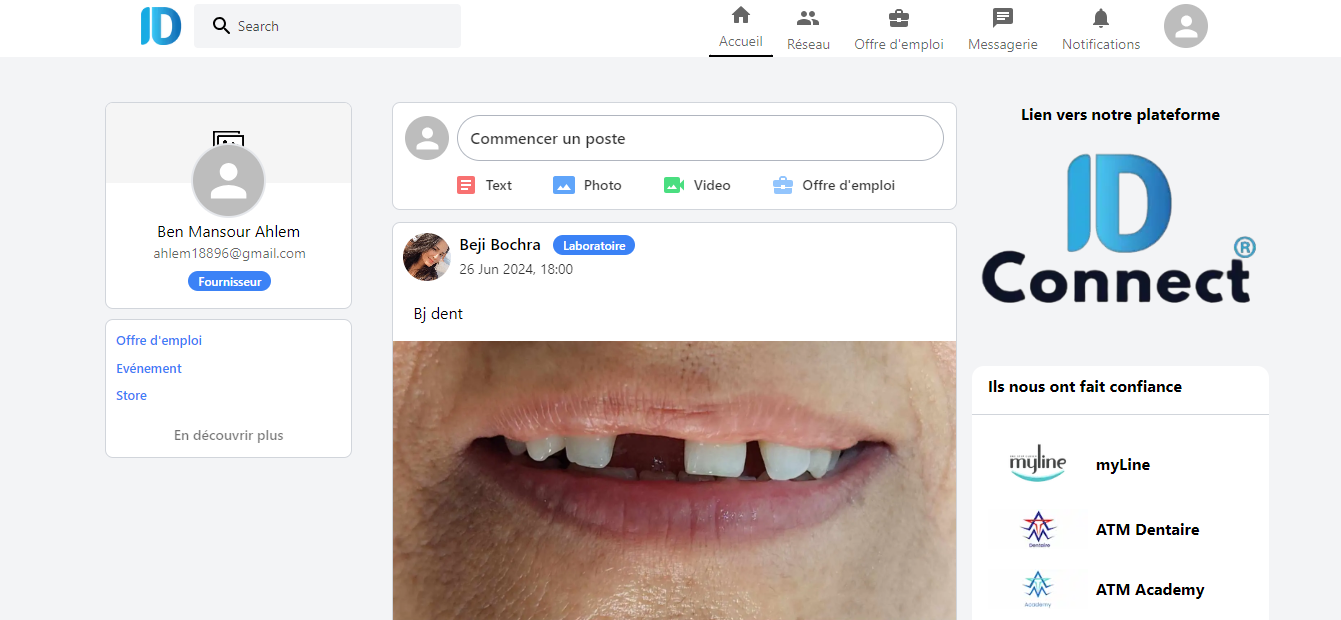 ID
Search
Accueil
Réseau
Offre d'emploi
Messagerie
Notifications
Ben Mansour Ahlem
ahlem18896@gmail.com
Fournisseur
Offre d'emploi
Evénement
Store
En découvrir plus
Commencer un poste
Text
Photo
Video
Offre d'emploi
Beji Bochra
Laboratoire
26 Jun 2024, 18:00
Bj dent
Lien vers notre plateforme
ID
Connect®
Ils nous ont fait confiance
myline
myLine
Dentaire
ATM Dentaire
Academy
ATM Academy